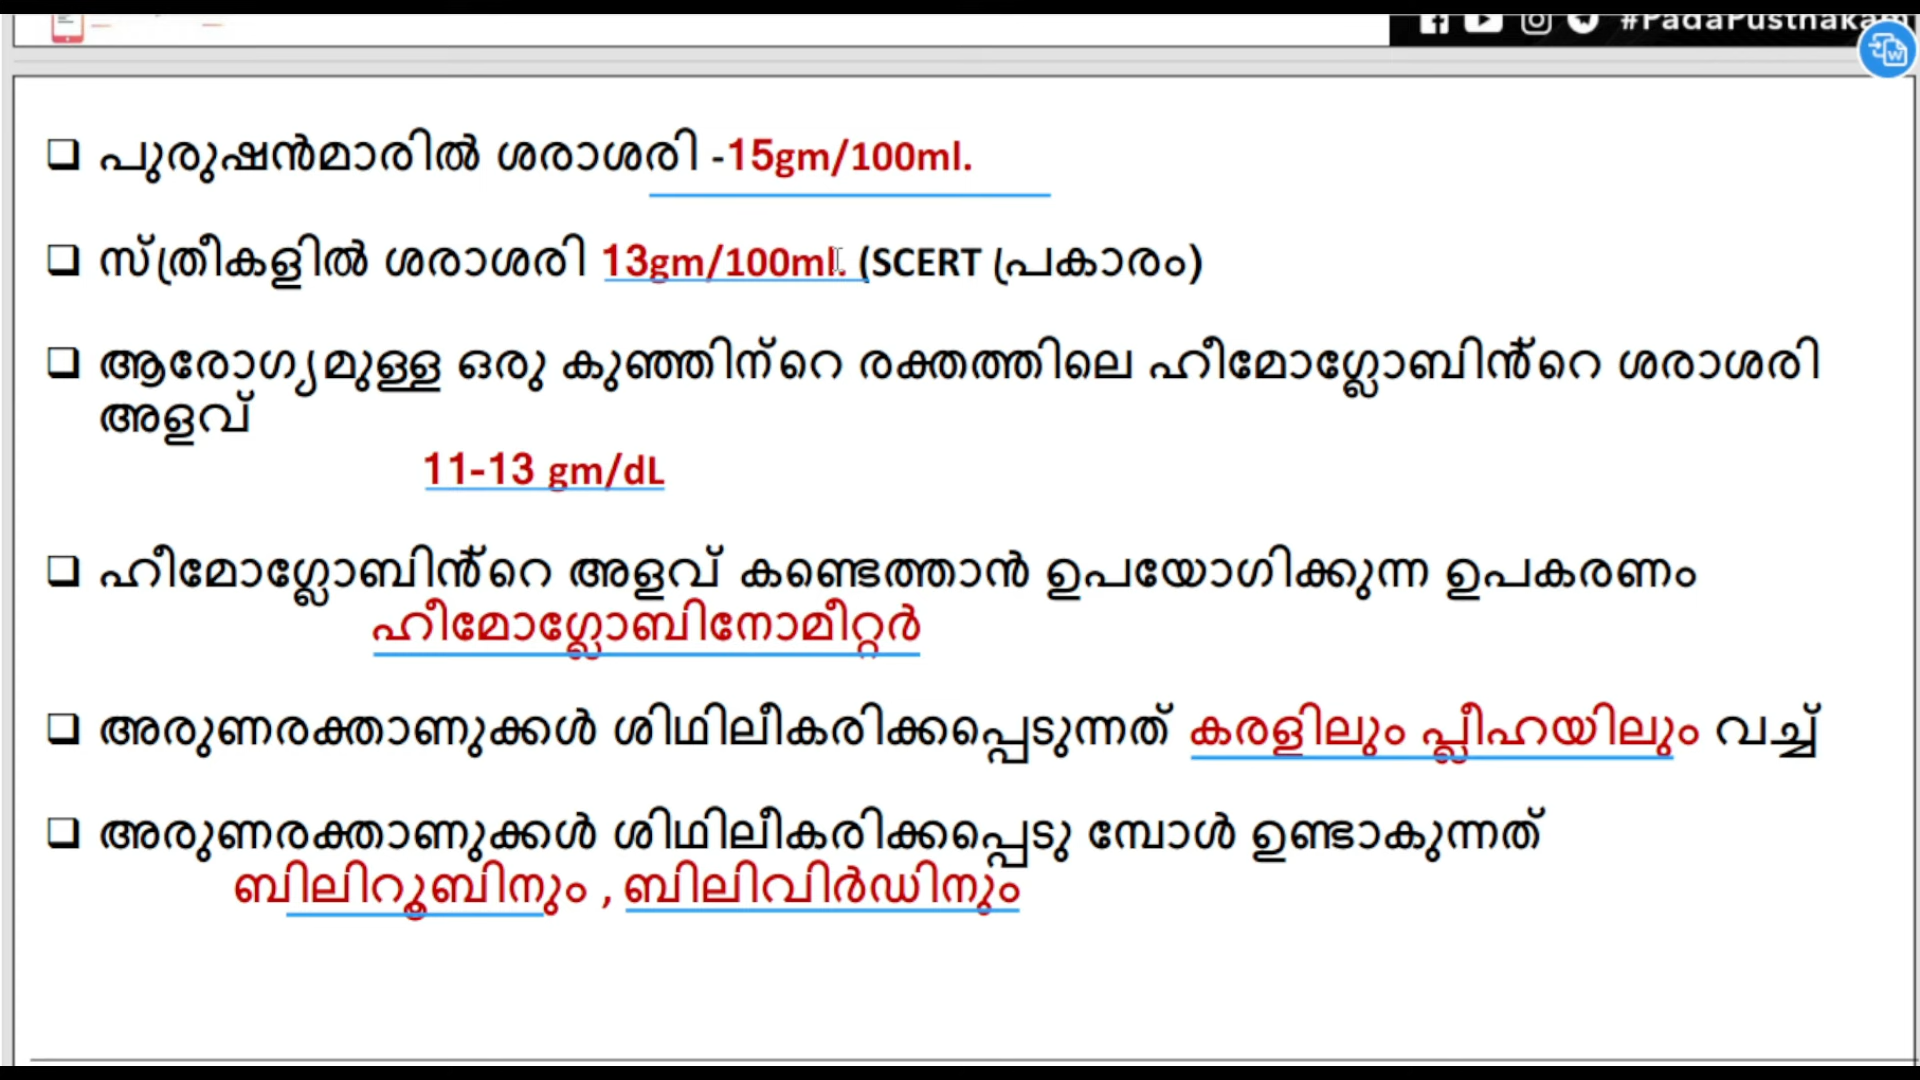 #PadaPusthakam
❑ പുരുഷൻമാരിൽ ശരാശരി -15gm/100ml.
❑ സ്ത്രീകളിൽ ശരാശരി 13gm/100ml. (SCERT പ്രകാരം)
❑ ആരോഗ്യമുള്ള ഒരു കുഞ്ഞിന്റെ രക്തത്തിലെ ഹീമോഗ്ലോബിൻ്റെ ശരാശരി
അളവ്
11-13 gm/dL
❑ ഹീമോഗ്ലോബിൻ്റെ അളവ് കണ്ടെത്താൻ ഉപയോഗിക്കുന്ന ഉപകരണം
ഹീമോഗ്ലോബിനോമീറ്റർ
❑ അരുണരക്താണുക്കൾ ശിഥിലീകരിക്കപ്പെടുന്നത് കരളിലും പ്ലീഹയിലും വച്ച്
❑ അരുണരക്താണുക്കൾ ശിഥിലീകരിക്കപ്പെടു മ്പോൾ ഉണ്ടാകുന്നത്
ബിലിറൂബിനും , ബിലിവിർഡിനും